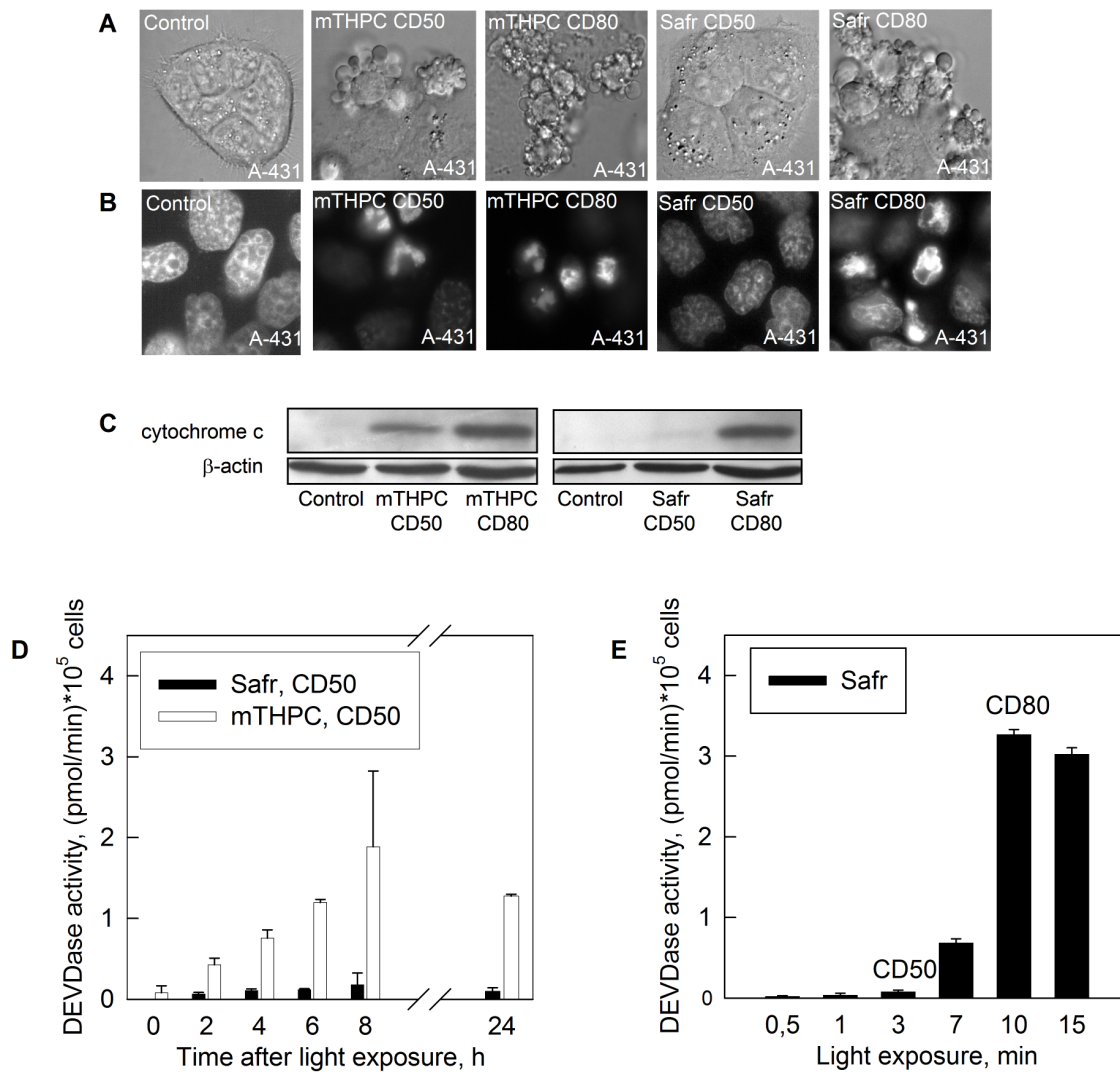 A
Control
mTHPC CD50
mTHPC CD80
Safr CD50
Safr CD80
A-431
A-431
A-431
A-431
A-431
B
Control
mTHPC CD50
mTHPC CD80
Safr CD50
Safr CD80
A-431
A-431
A-431
A-431
A-431
C
cytochrome c
β-actin
Control
mTHPC
CD50
mTHPC
CD80
Control
Safr
CD50
Safr
CD80
D
DEVDase activity, (pmol/min)*10⁵ cells
4
3
2
1
0
Safr, CD50
mTHPC, CD50
0 2 4 6 8 24
Time after light exposure, h
E
DEVDase activity, (pmol/min)*10⁵ cells
4
3
2
1
0
Safr
CD80
CD50
0,5 1 3 7 10 15
Light exposure, min